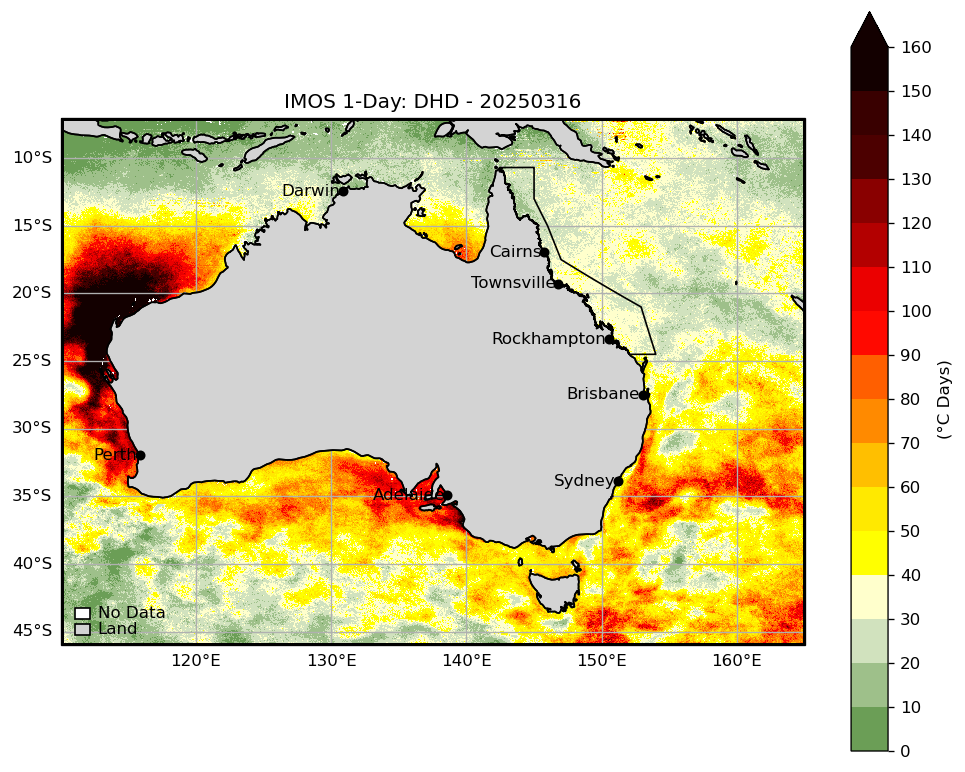 IMOS 1-Day: DHD - 20250316
10°S
15°S
20°S
25°S
30°S
35°S
40°S
45°S
120°E
130°E
140°E
150°E
160°E
Darwin
Cairns
Townsville
Rockhampton
Brisbane
Perth
Sydney
Adelaide
No Data
Land
160
150
140
130
120
110
100
90
80
70
60
50
40
30
20
10
0
(°C Days)